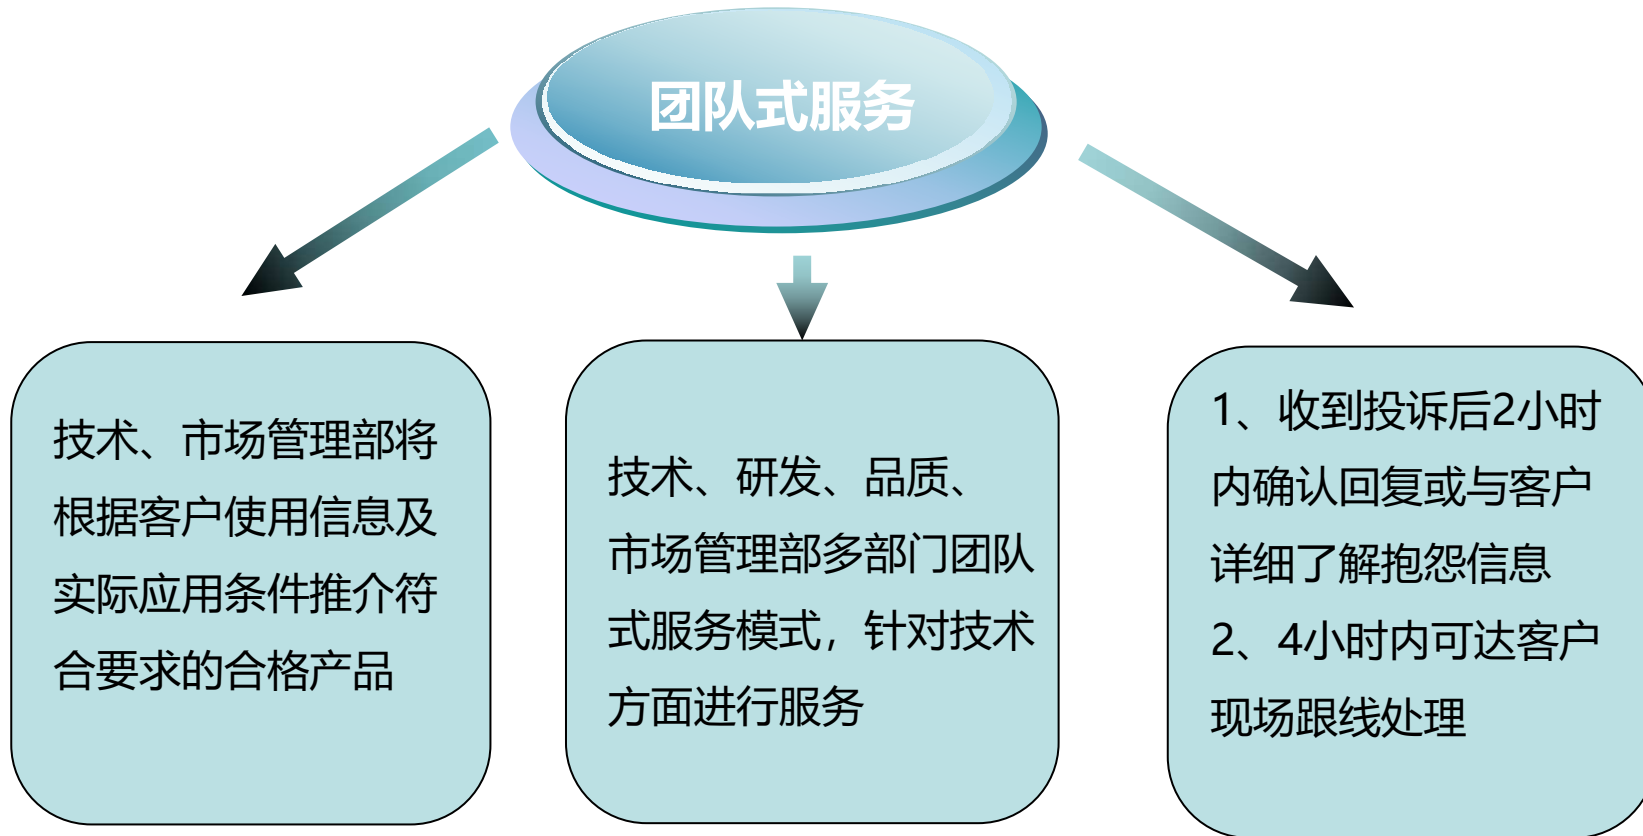 团队式服务
技术、市场管理部将
根据客户使用信息及
实际应用条件推介符
合要求的合格产品
技术、研发、品质、
市场管理部多部门团队
式服务模式，针对技术
方面进行服务
1、收到投诉后2小时
内确认回复或与客户
详细了解抱怨信息
2、4小时内可达客户
现场跟线处理